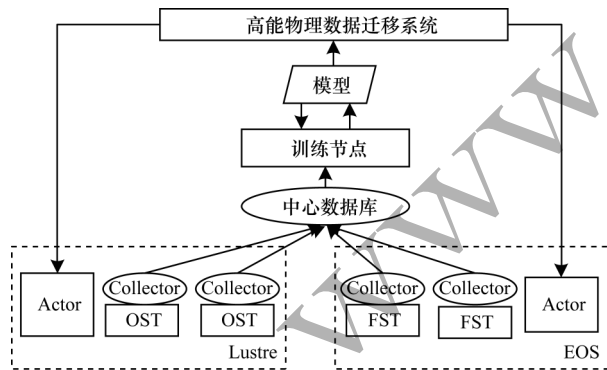 高能物理数据迁移系统
模型
训练节点
中心数据库
Actor
Collector
OST
Collector
OST
Lustre
Collector
FST
Collector
FST
Actor
EOS
WWW